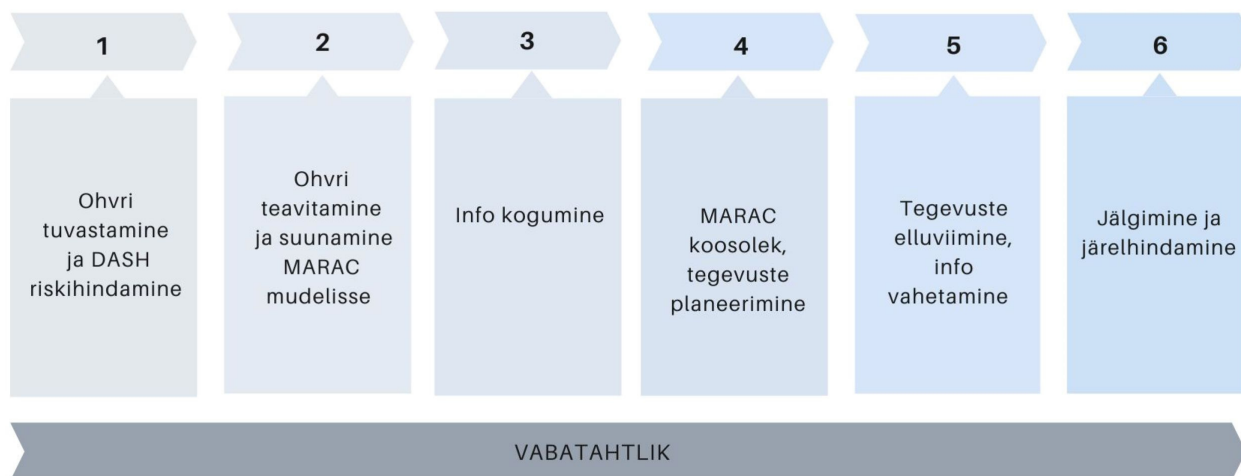 1
2
3
4
5
6
Ohvri
tuvastamine
ja DASH
riskihindamine
Ohvri
teavitamine
ja suunamine
MARAC
mudelisse
Info kogumine
MARAC
koosolek,
tegevuste
planeerimine
Tegevuste
elluviimine,
info
vahetamine
Jälgimine ja
järelhindamine
VABATAHTLIK